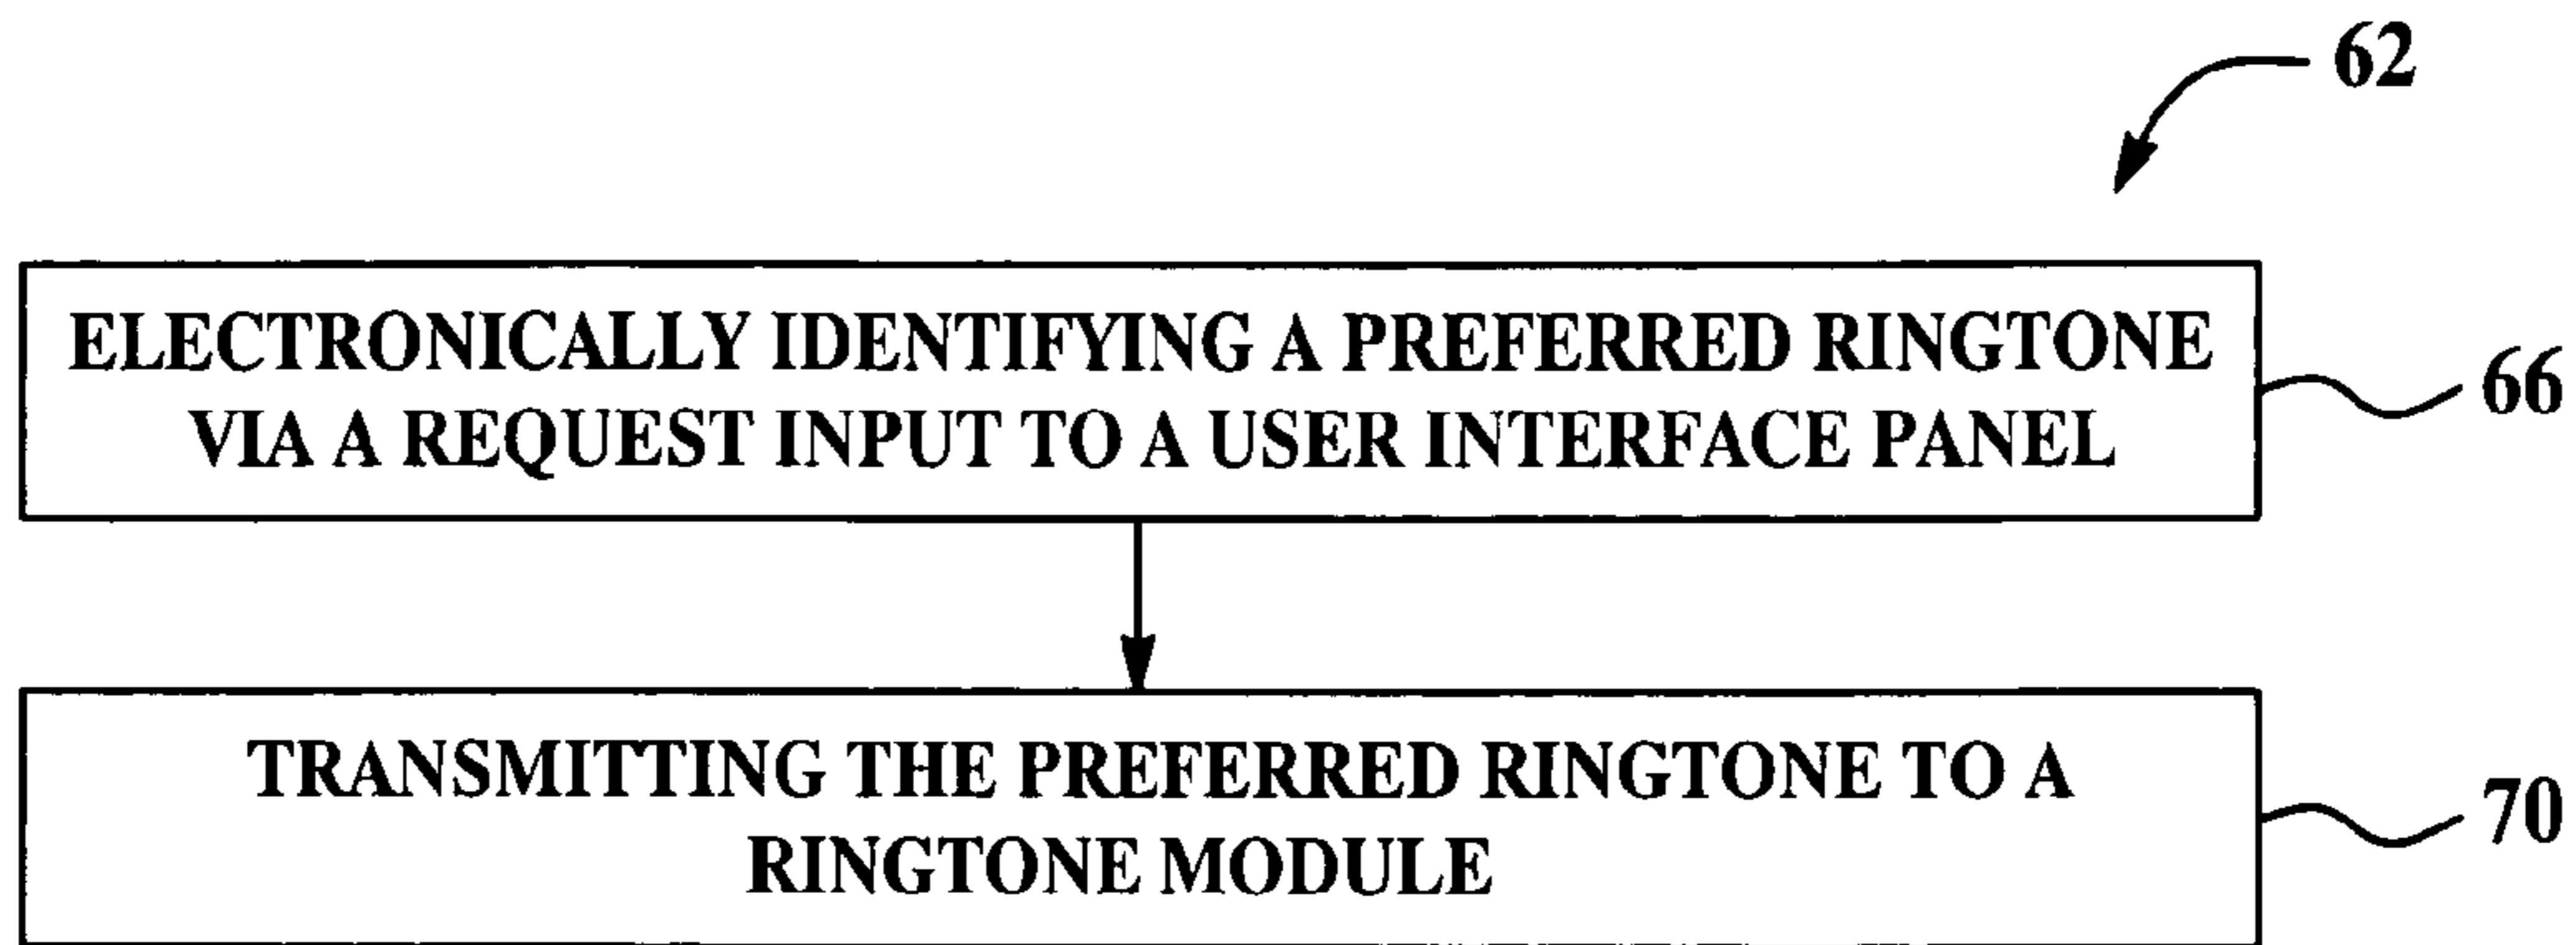 62
ELECTRONICALLY IDENTIFYING A PREFERRED RINGTONE
VIA A REQUEST INPUT TO A USER INTERFACE PANEL
66
TRANSMITTING THE PREFERRED RINGTONE TO A
RINGTONE MODULE
70